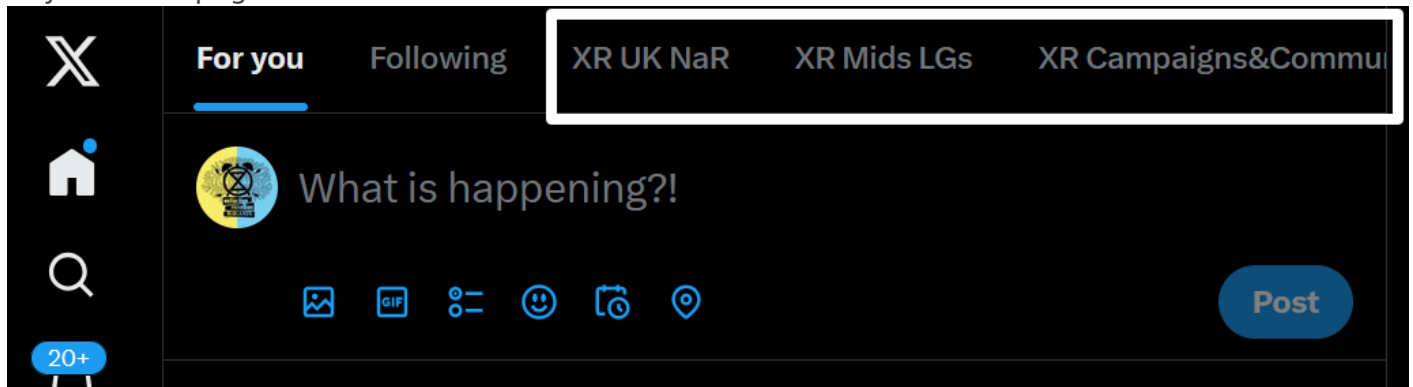 For you Following XR UK NaR XR Mids LGs XR Campaigns&Commu
What is happening?!
GIF
Post
20+